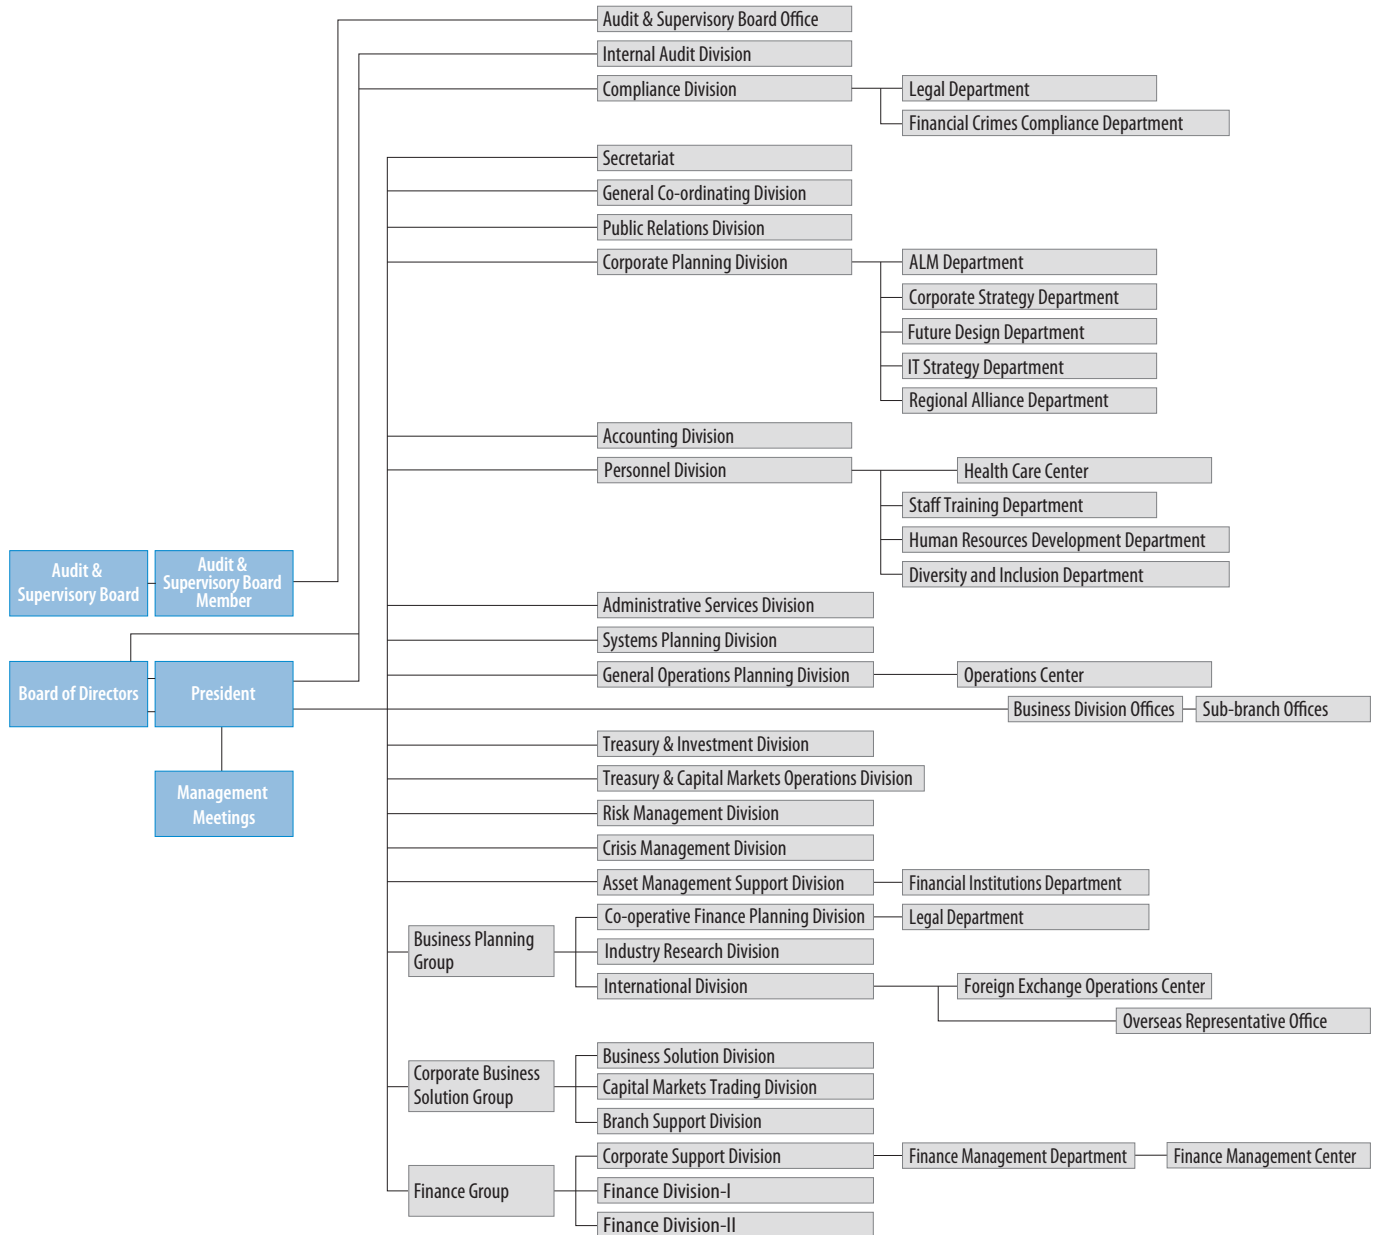 Audit & Supervisory Board Office
Internal Audit Division
Compliance Division
Legal Department
Financial Crimes Compliance Department
Secretariat
General Co-ordinating Division
Public Relations Division
Corporate Planning Division
ALM Department
Corporate Strategy Department
Future Design Department
IT Strategy Department
Regional Alliance Department
Accounting Division
Personnel Division
Health Care Center
Staff Training Department
Human Resources Development Department
Diversity and Inclusion Department
Audit &
Supervisory Board
Audit &
Supervisory Board
Member
Administrative Services Division
Systems Planning Division
General Operations Planning Division
Operations Center
Board of Directors
President
Business Division Offices
Sub-branch Offices
Management
Meetings
Treasury & Investment Division
Treasury & Capital Markets Operations Division
Risk Management Division
Crisis Management Division
Asset Management Support Division
Financial Institutions Department
Business Planning
Group
Co-operative Finance Planning Division
Legal Department
Industry Research Division
International Division
Foreign Exchange Operations Center
Overseas Representative Office
Corporate Business
Solution Group
Business Solution Division
Capital Markets Trading Division
Branch Support Division
Finance Group
Corporate Support Division
Finance Management Department
Finance Management Center
Finance Division-I
Finance Division-II